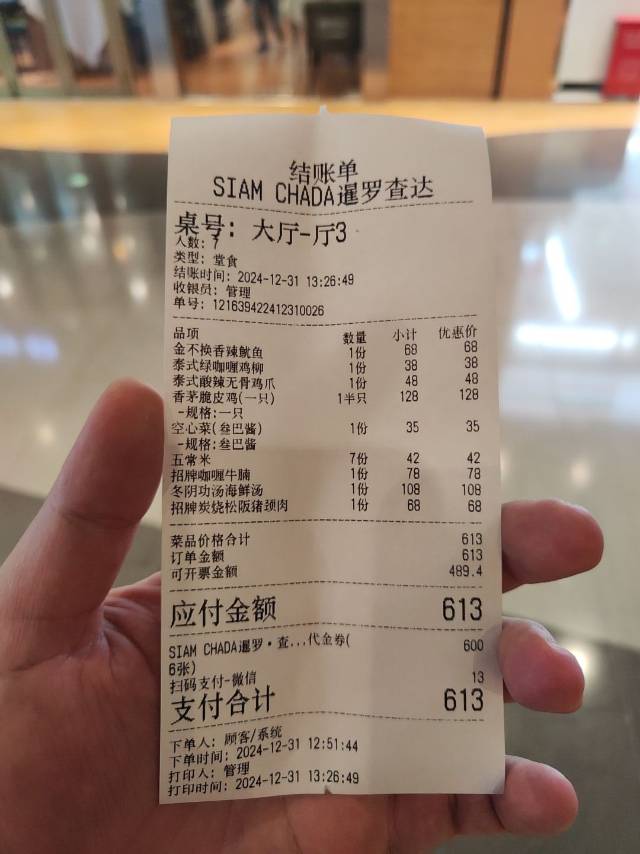 结账单
SIAM CHADA暹罗查达
桌号: 大厅-厅3
人数: 7
类型: 堂食
结账时间: 2024-12-31 13:26:49
收银员: 管理
单号: 121639422412310026
品项 数量 小计 优惠价
金不换香辣鱿鱼 1份 68 68
泰式绿咖喱鸡柳 1份 38 38
泰式酸辣无骨鸡爪 1份 48 48
香茅脆皮鸡(一只) 1半只 128 128
-规格:一只
空心菜(叁巴酱) 1份 35 35
-规格:叁巴酱
五常米 7份 42 42
招牌咖喱牛腩 1份 78 78
冬阴功汤海鲜汤 1份 108 108
招牌炭烧松阪猪颈肉 1份 68 68
菜品价格合计 613
订单金额 613
可开票金额 489.4
应付金额 613
SIAM CHADA暹罗·查...代金券( 600
6张)
扫码支付-微信 13
支付合计 613
下单人: 顾客/系统
下单时间: 2024-12-31 12:51:44
打印人: 管理
打印时间: 2024-12-31 13:26:49